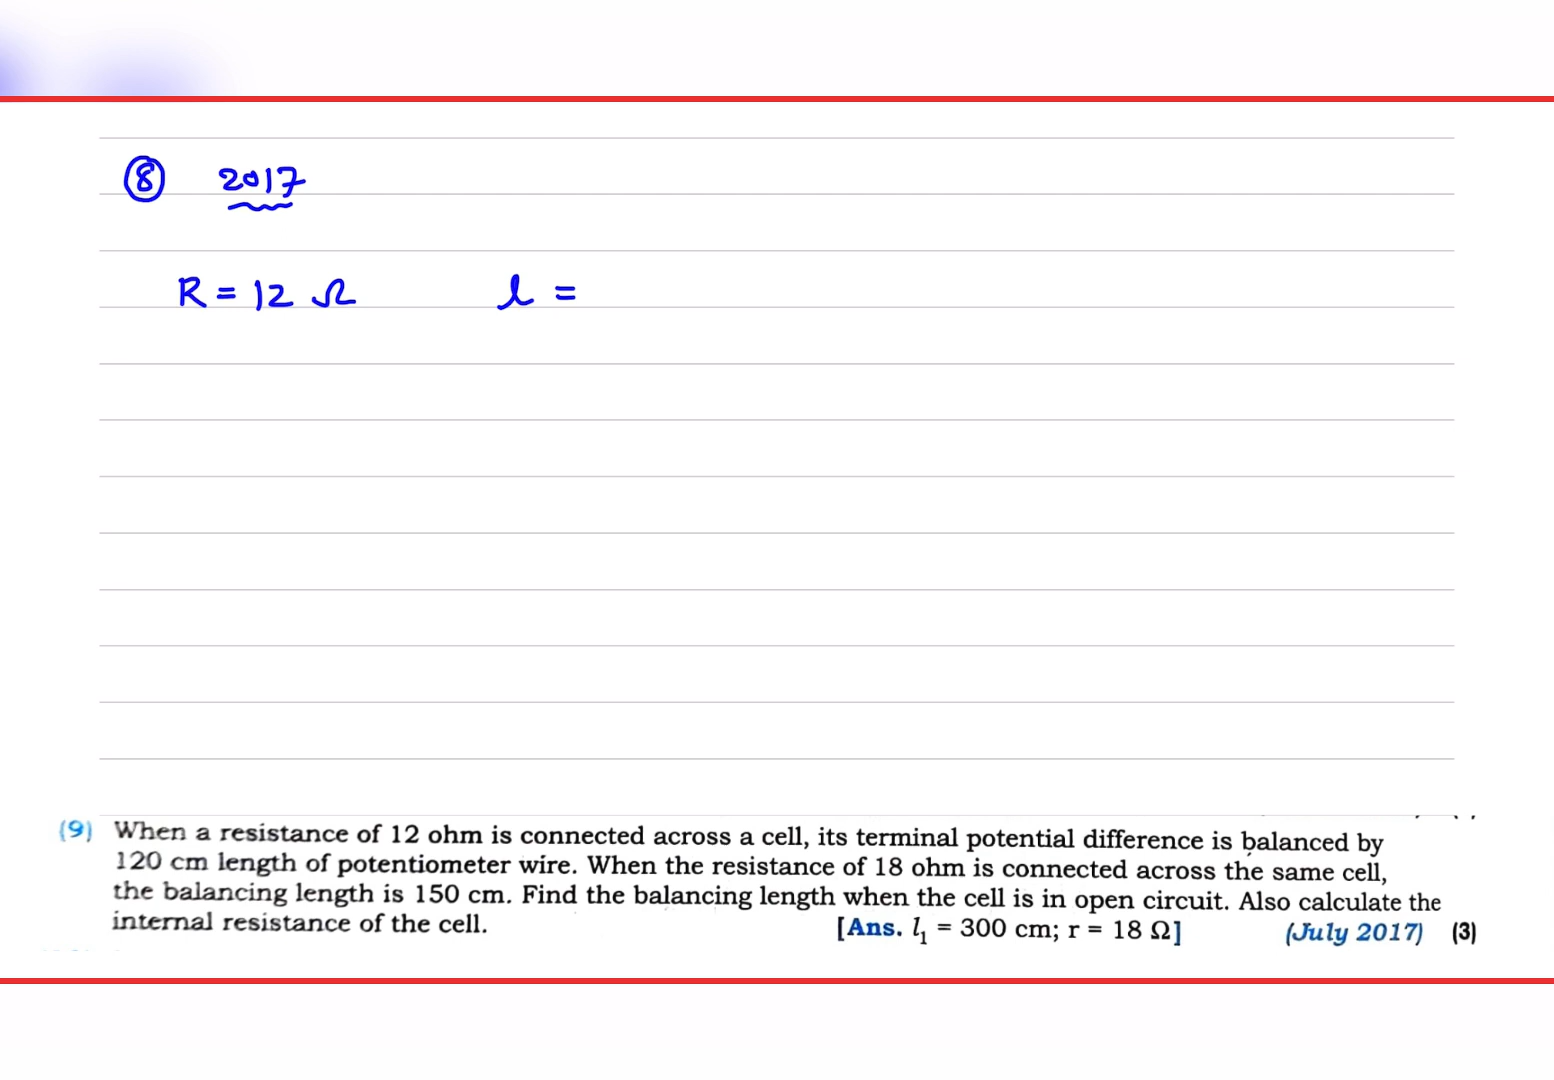 ⑧ 2017
R = 12 Ω l =
(9) When a resistance of 12 ohm is connected across a cell, its terminal potential difference is balanced by
120 cm length of potentiometer wire. When the resistance of 18 ohm is connected across the same cell,
the balancing length is 150 cm. Find the balancing length when the cell is in open circuit. Also calculate the
internal resistance of the cell. [Ans. l₁ = 300 cm; r = 18 Ω] (July 2017) (3)